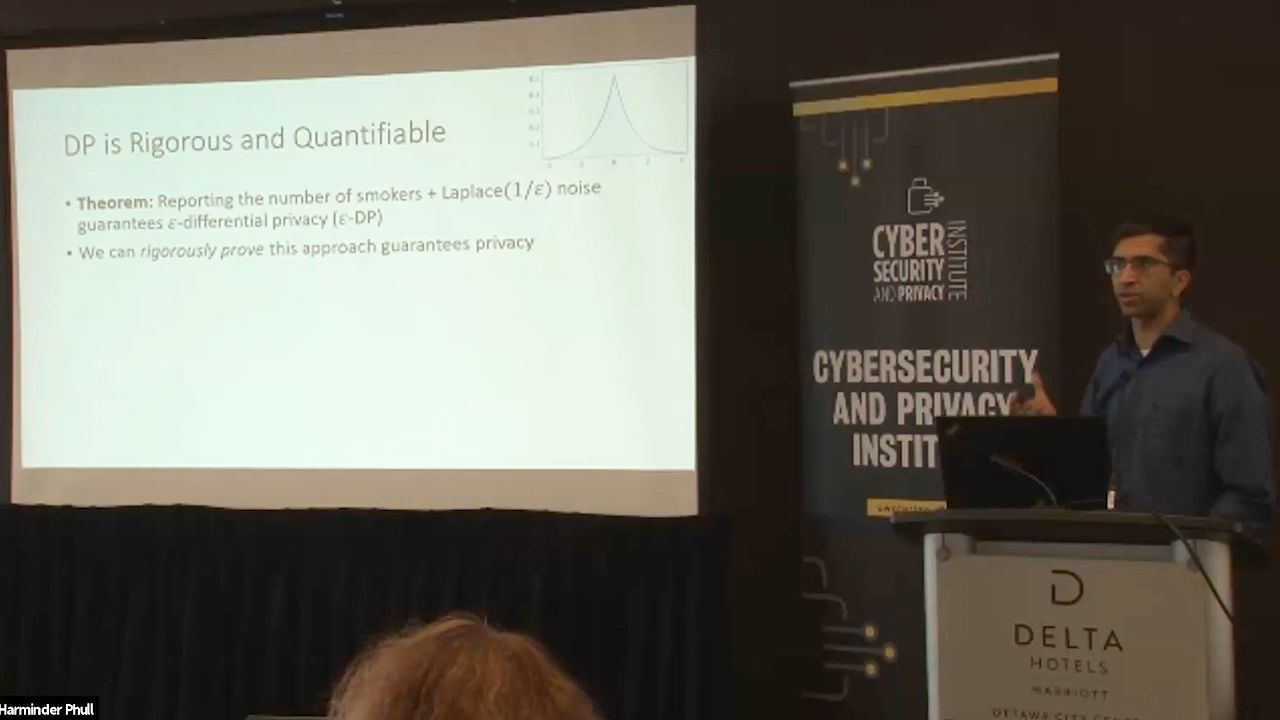 DP is Rigorous and Quantifiable
• Theorem: Reporting the number of smokers + Laplace(1/ε) noise
guarantees ε-differential privacy (ε-DP)
• We can rigorously prove this approach guarantees privacy
CYBER
SECURITY
AND PRIVACY
INSTITUTE
CYBERSECURITY
AND PRIVACY
INSTIT
DELTA
HOTELS
MARRIOTT
OTTAWA CITY
Harminder Phull